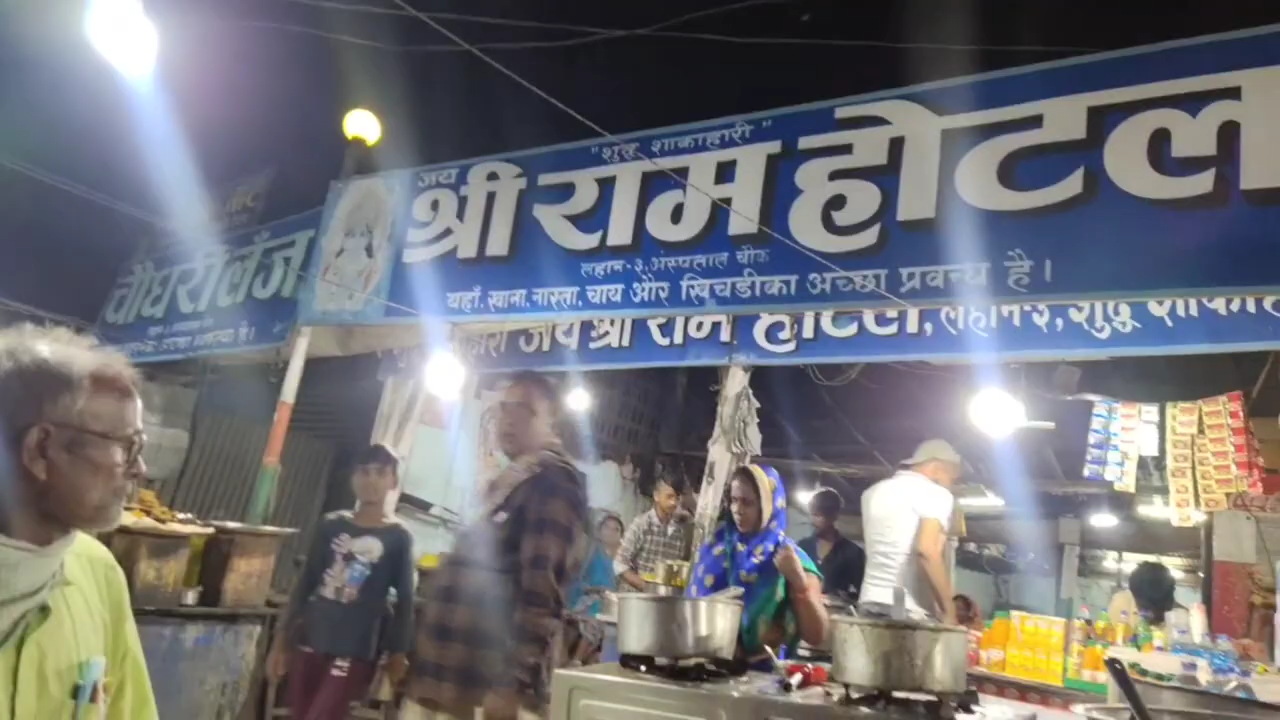 "शुद्ध शाकाहारी"
जय
श्री राम होटल
लहान-३, अस्पताल चौक
यहाँ, खाना, नास्ता, चाय और खिचडीका अच्छा प्रवन्ध है।
जय श्री राम होटल, लहान-३, शुद्ध
चौधरी लँज